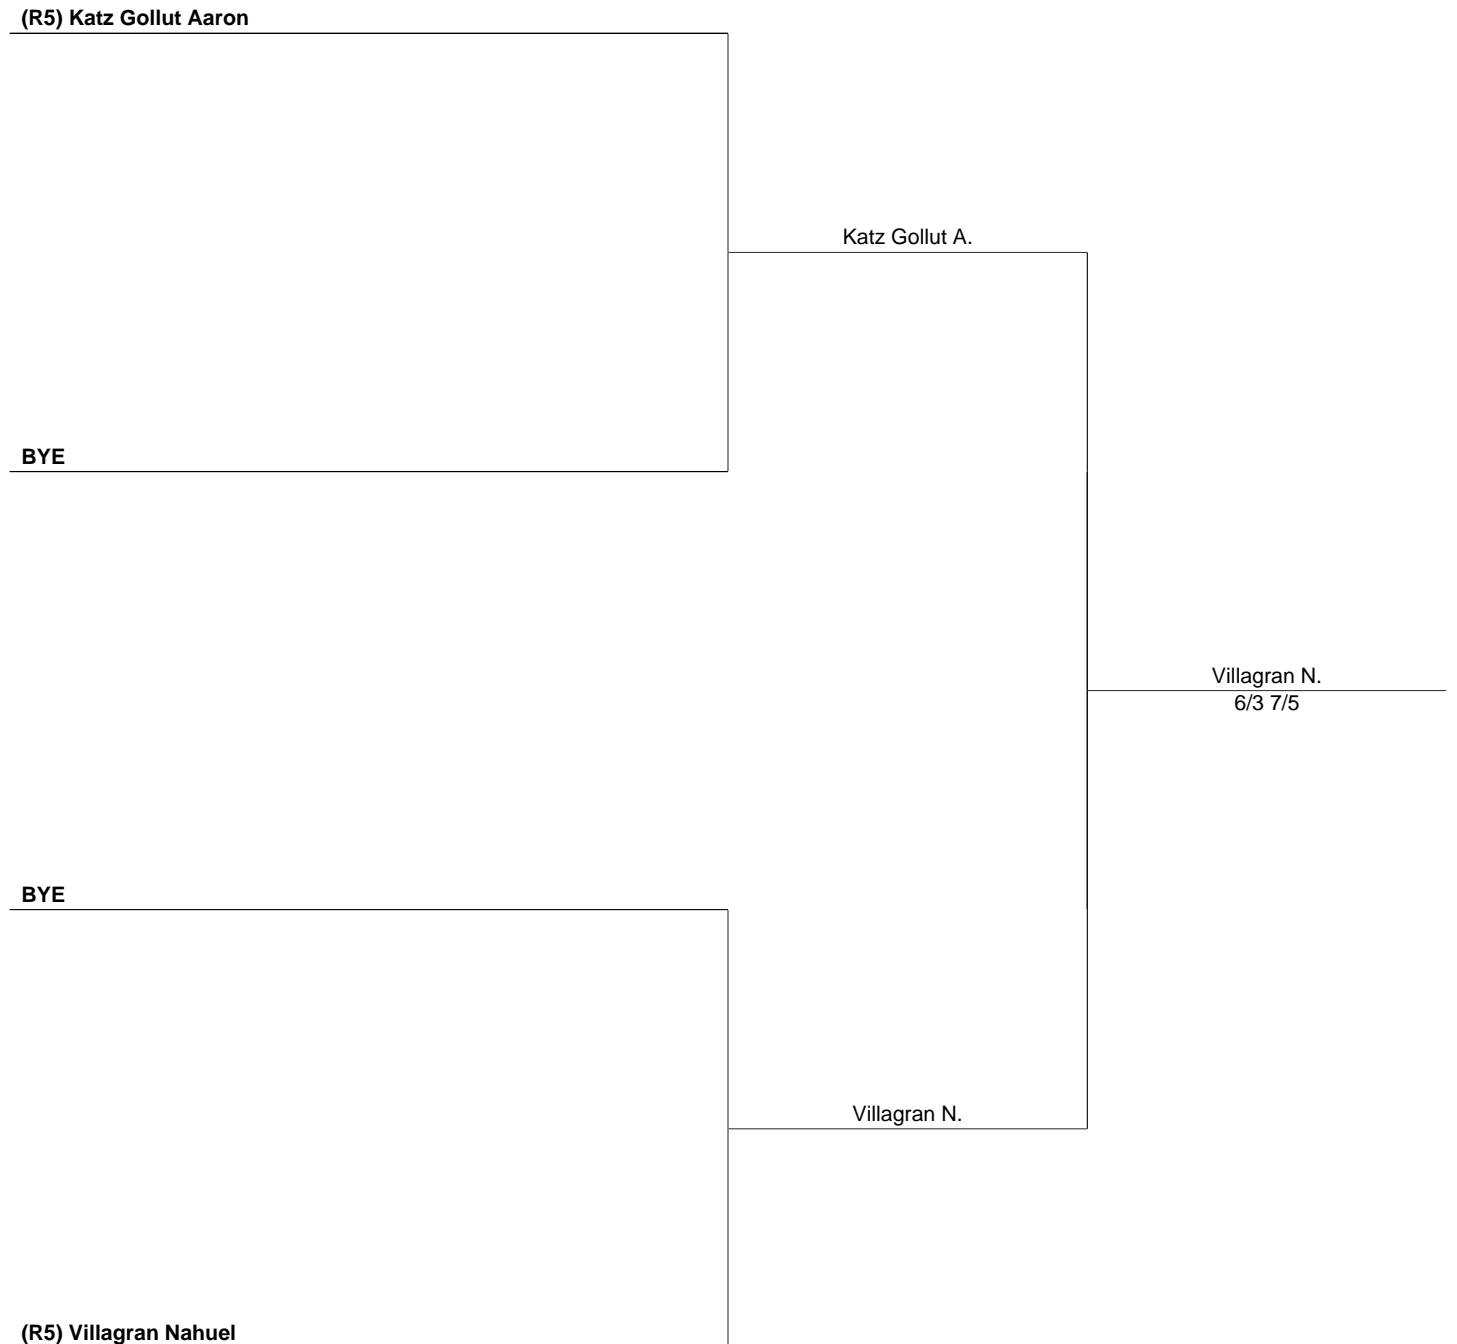 (R5) Katz Gollut Aaron
Katz Gollut A.
BYE
Villagran N.
6/3 7/5
BYE
Villagran N.
(R5) Villagran Nahuel